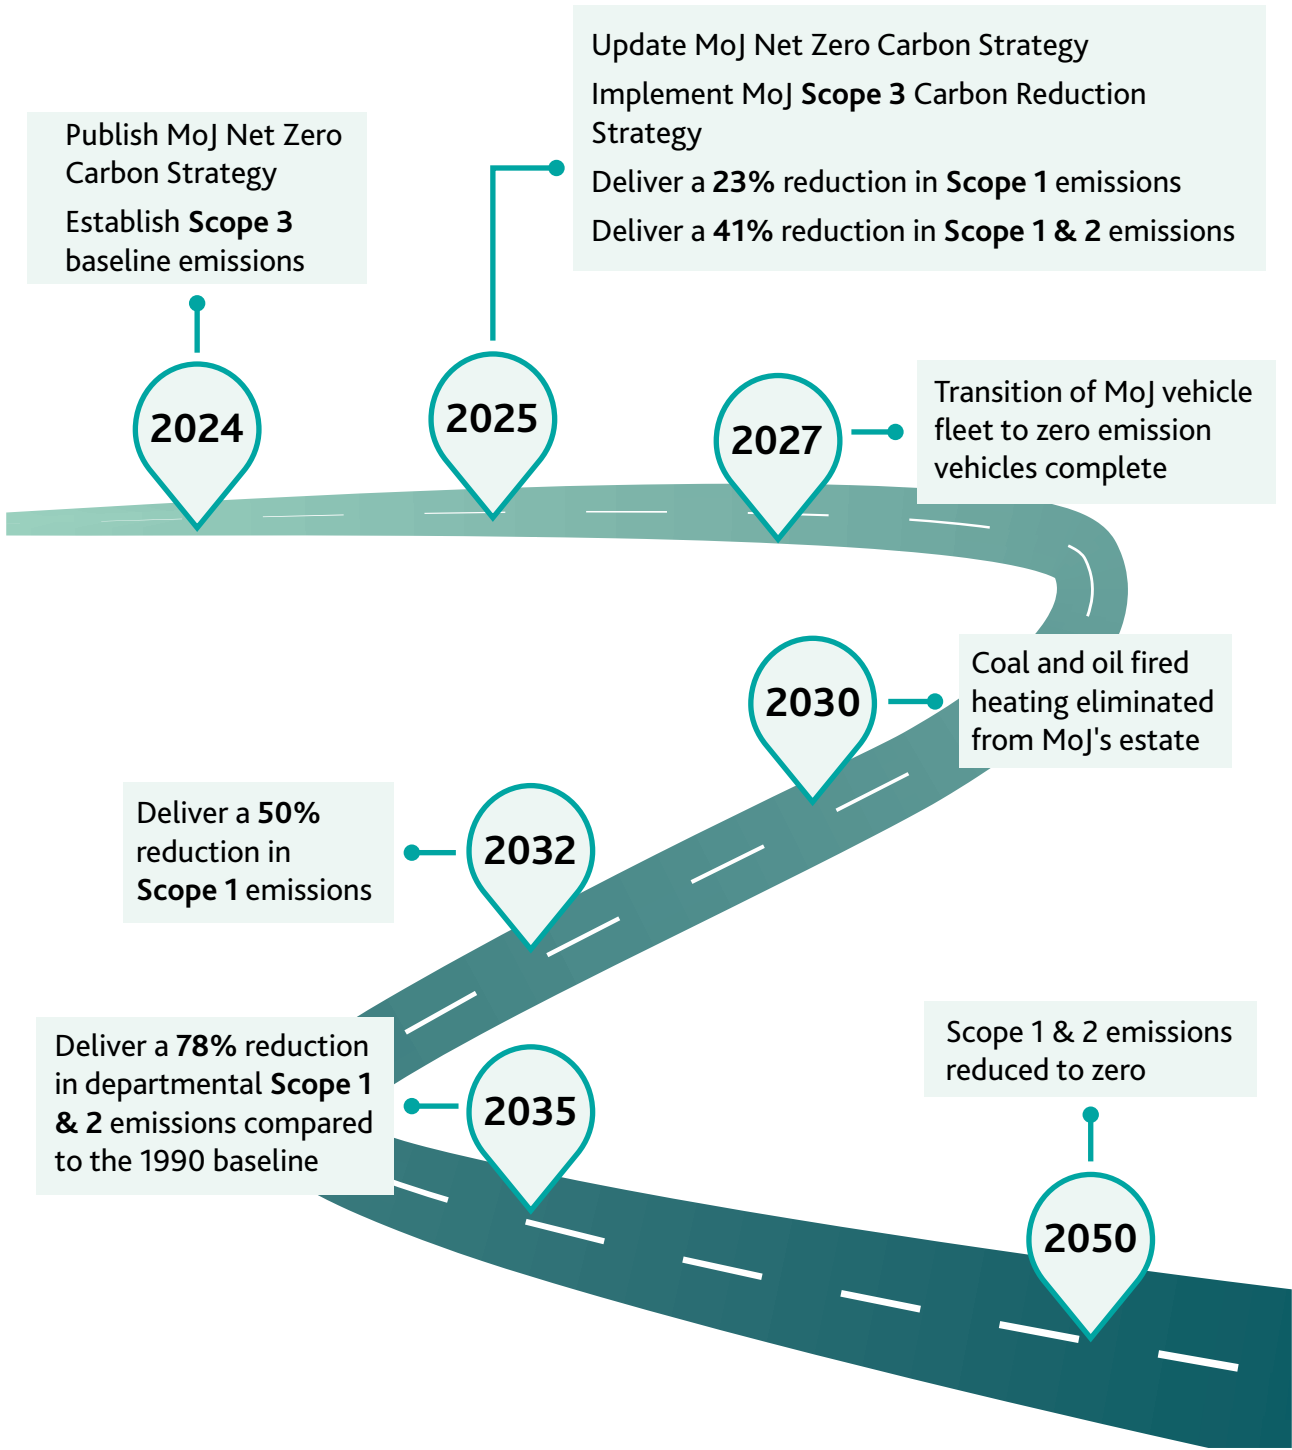 Publish MoJ Net Zero
Carbon Strategy
Establish Scope 3
baseline emissions
2024
Update MoJ Net Zero Carbon Strategy
Implement MoJ Scope 3 Carbon Reduction
Strategy
Deliver a 23% reduction in Scope 1 emissions
Deliver a 41% reduction in Scope 1 & 2 emissions
2025
2027
Transition of MoJ vehicle
fleet to zero emission
vehicles complete
2030
Coal and oil fired
heating eliminated
from MoJ's estate
Deliver a 50%
reduction in
Scope 1 emissions
2032
Deliver a 78% reduction
in departmental Scope 1
& 2 emissions compared
to the 1990 baseline
2035
Scope 1 & 2 emissions
reduced to zero
2050